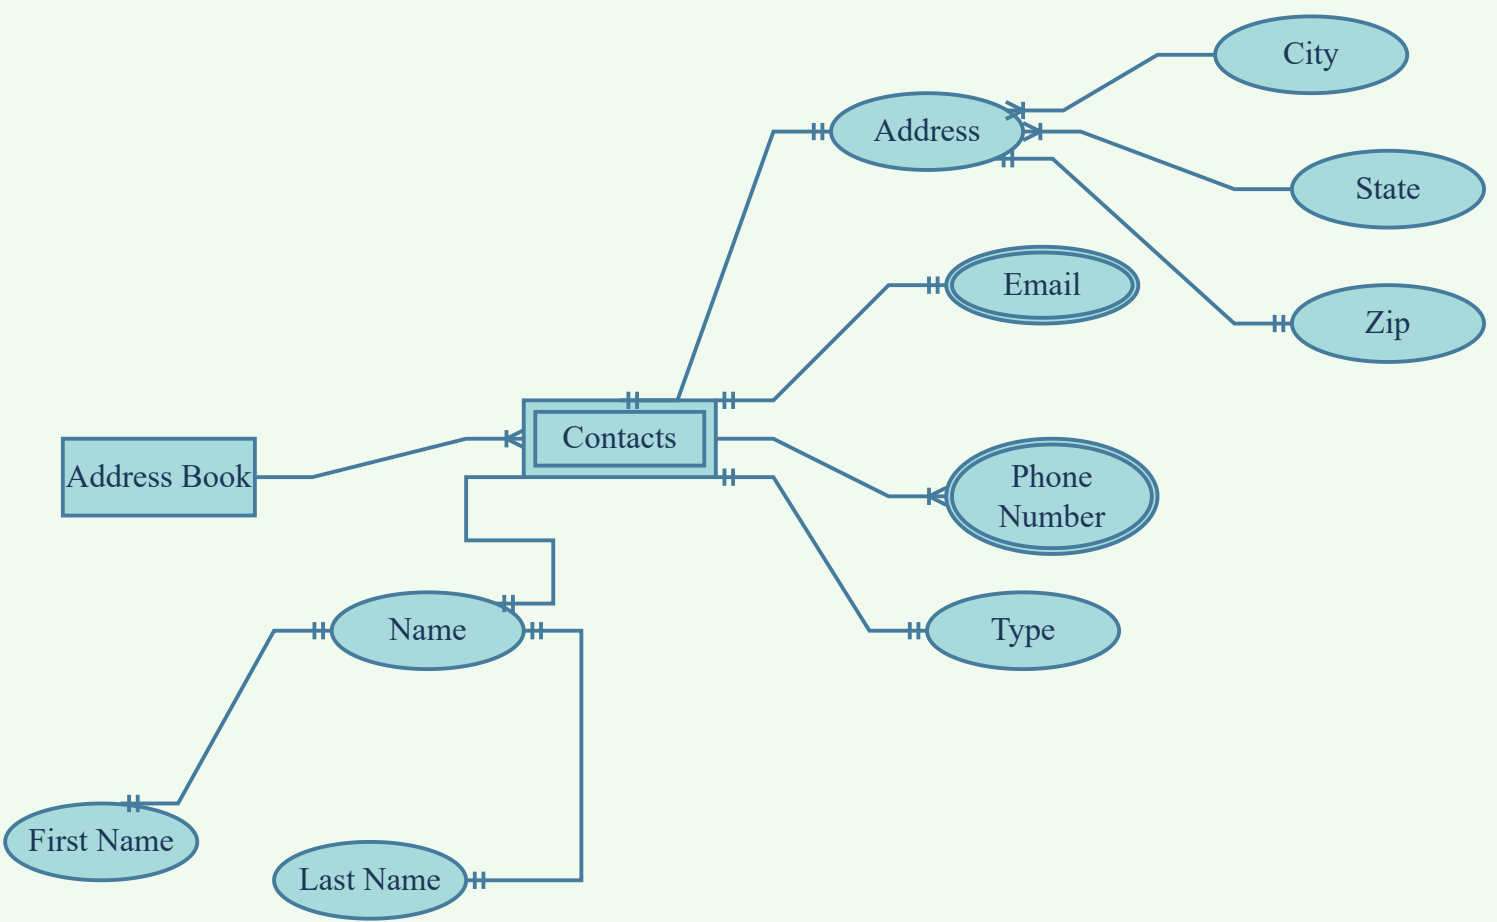 City
Address
State
Email
Zip
Contacts
Address Book
Phone
Number
Name
Type
First Name
Last Name